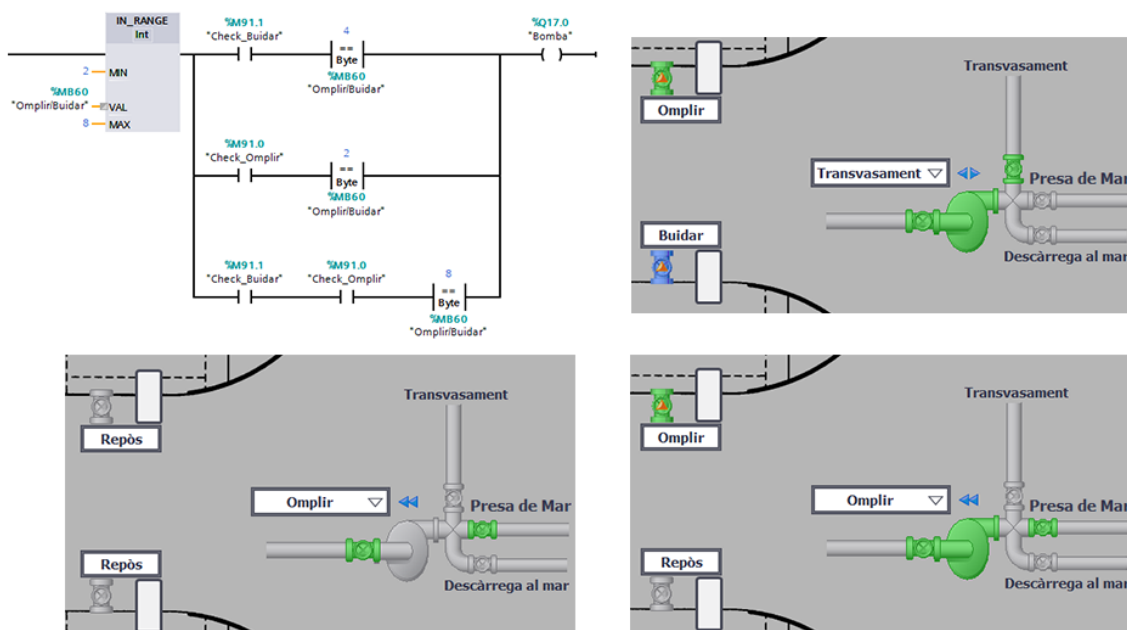 IN_RANGE
Int
2
MIN
%MB60
"Omplir/Buidar"
VAL
8
MAX
%M91.1
"Check_Buidar"
4
==
Byte
%MB60
"Omplir/Buidar"
%Q17.0
"Bomba"
%M91.0
"Check_Omplir"
2
==
Byte
%MB60
"Omplir/Buidar"
%M91.1
"Check_Buidar"
%M91.0
"Check_Omplir"
8
==
Byte
%MB60
"Omplir/Buidar"
Omplir
Transvasament
Transvasament
Presa de Mar
Buidar
Descàrrega al mar
Repòs
Transvasament
Omplir
Presa de Mar
Repòs
Descàrrega al mar
Omplir
Transvasament
Omplir
Presa de Mar
Repòs
Descàrrega al mar